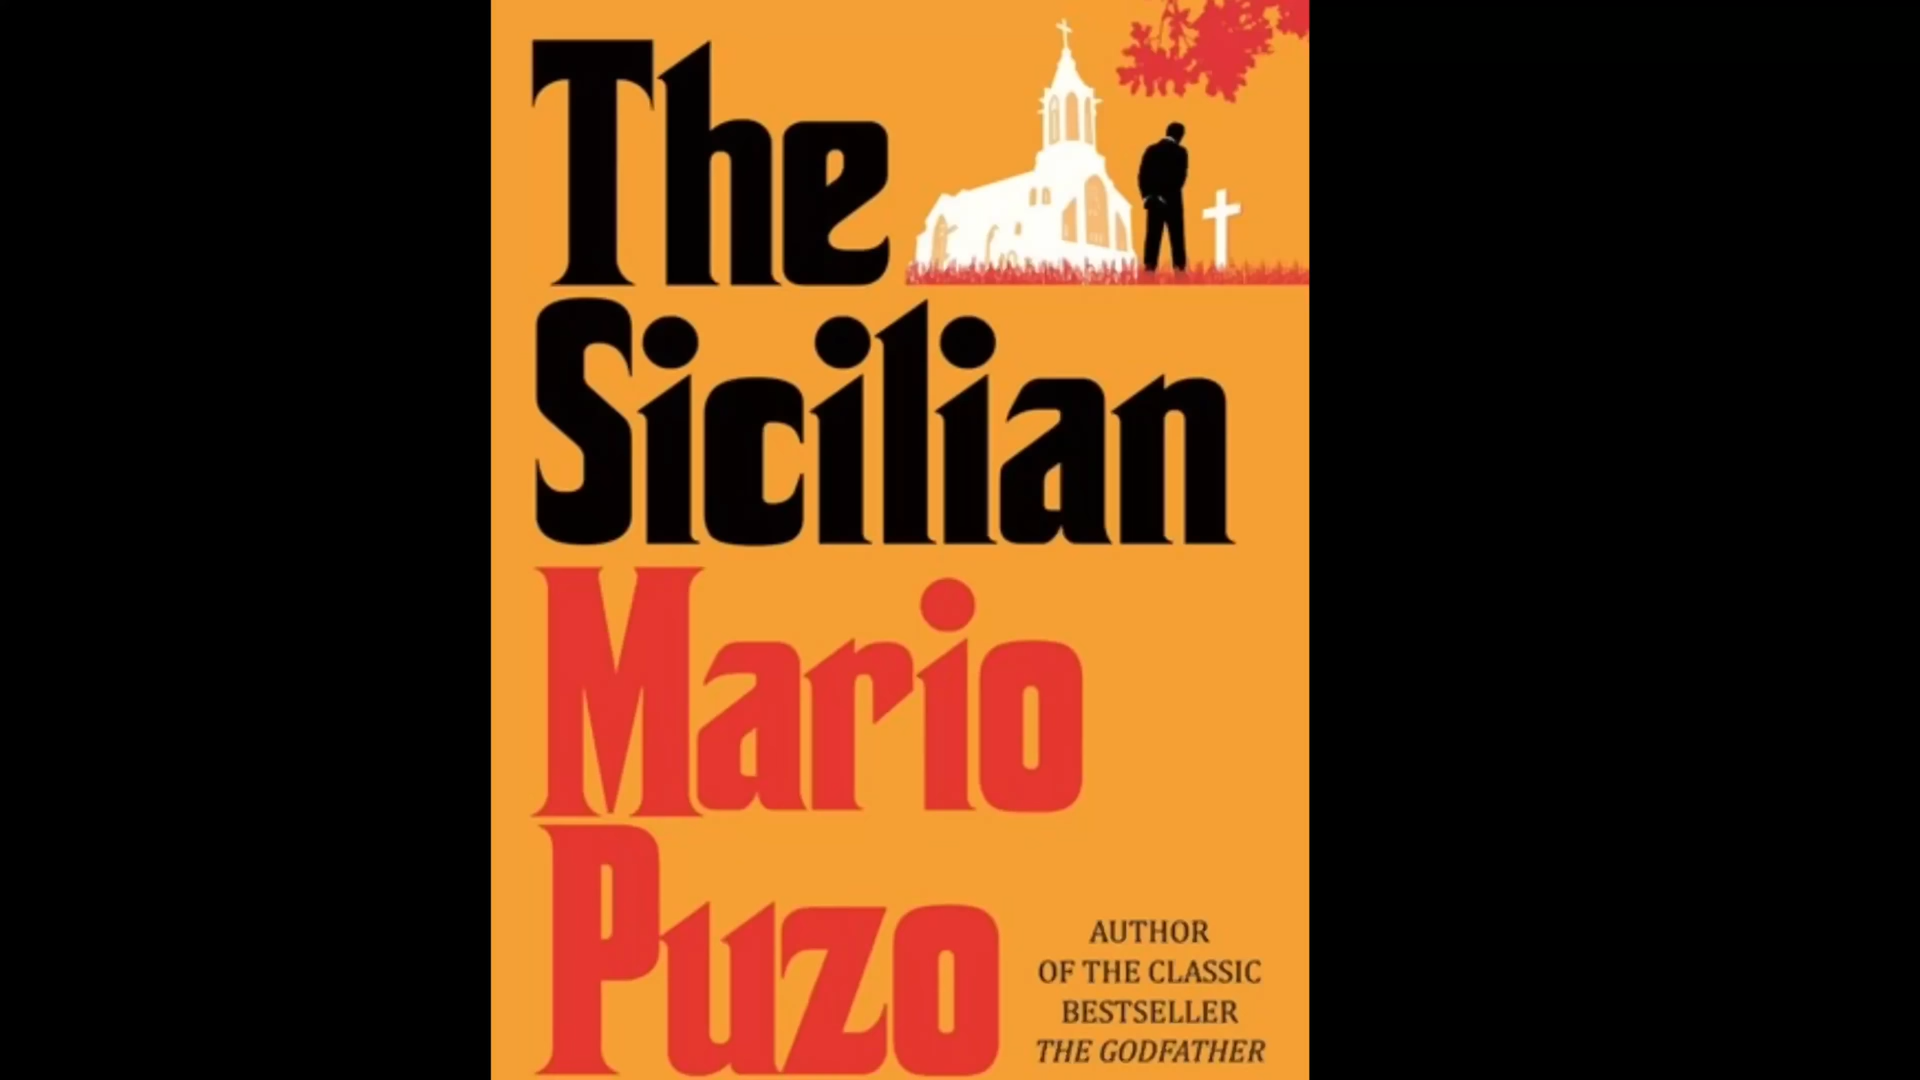 The
Sicilian
Mario
Puzo
AUTHOR
OF THE CLASSIC
BESTSELLER
THE GODFATHER